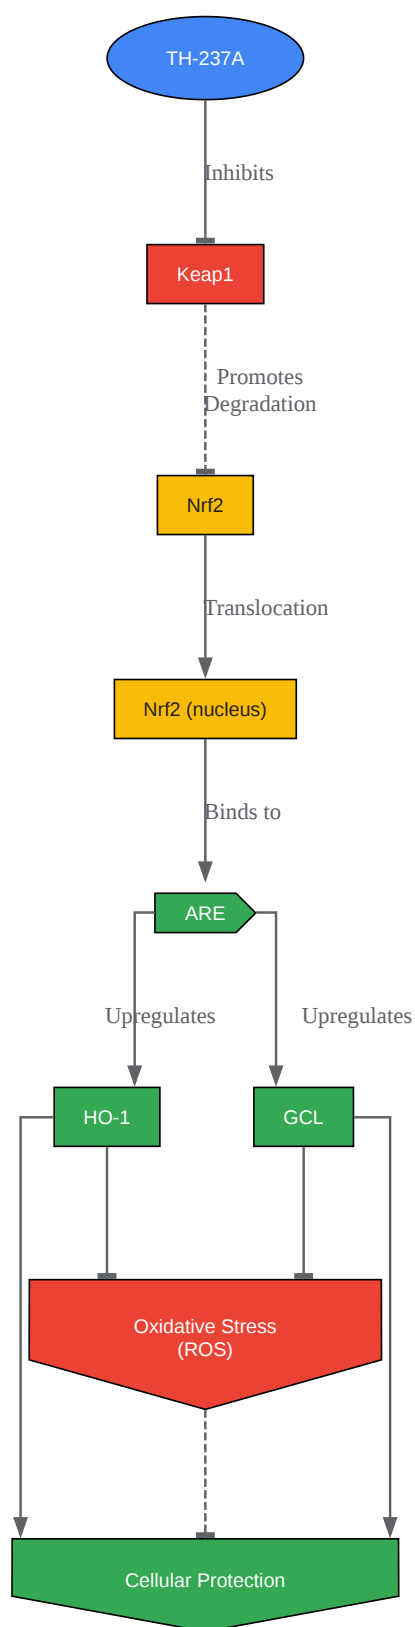 TH-237A
Inhibits
Keap1
Promotes
Degradation
Nrf2
Translocation
Nrf2 (nucleus)
Binds to
ARE
Upregulates
Upregulates
HO-1
GCL
Oxidative Stress
(ROS)
Cellular Protection